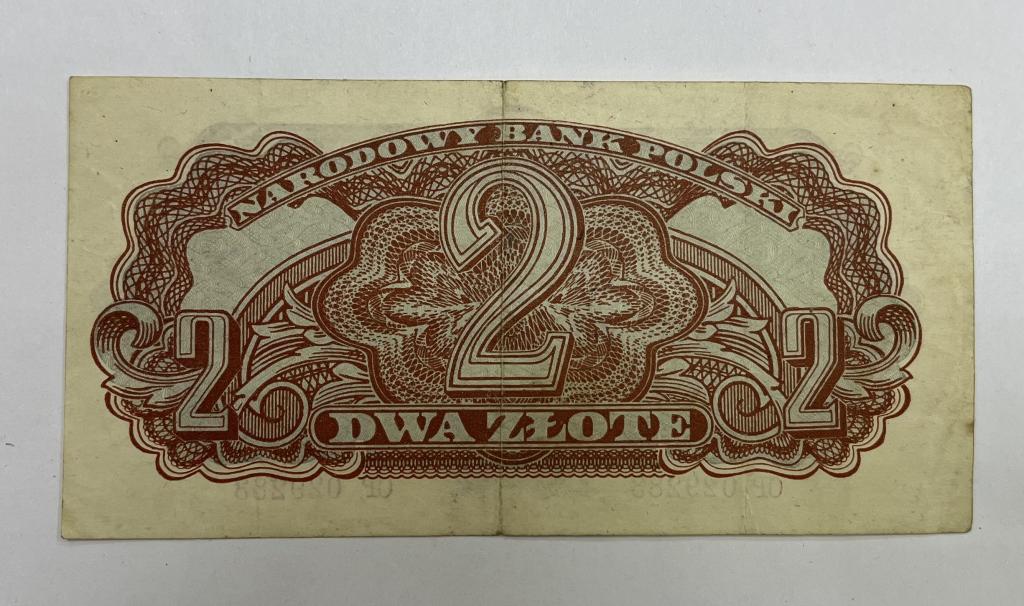 NARODOWY BANK POLSKI
2
2 2
DWA ZŁOTE